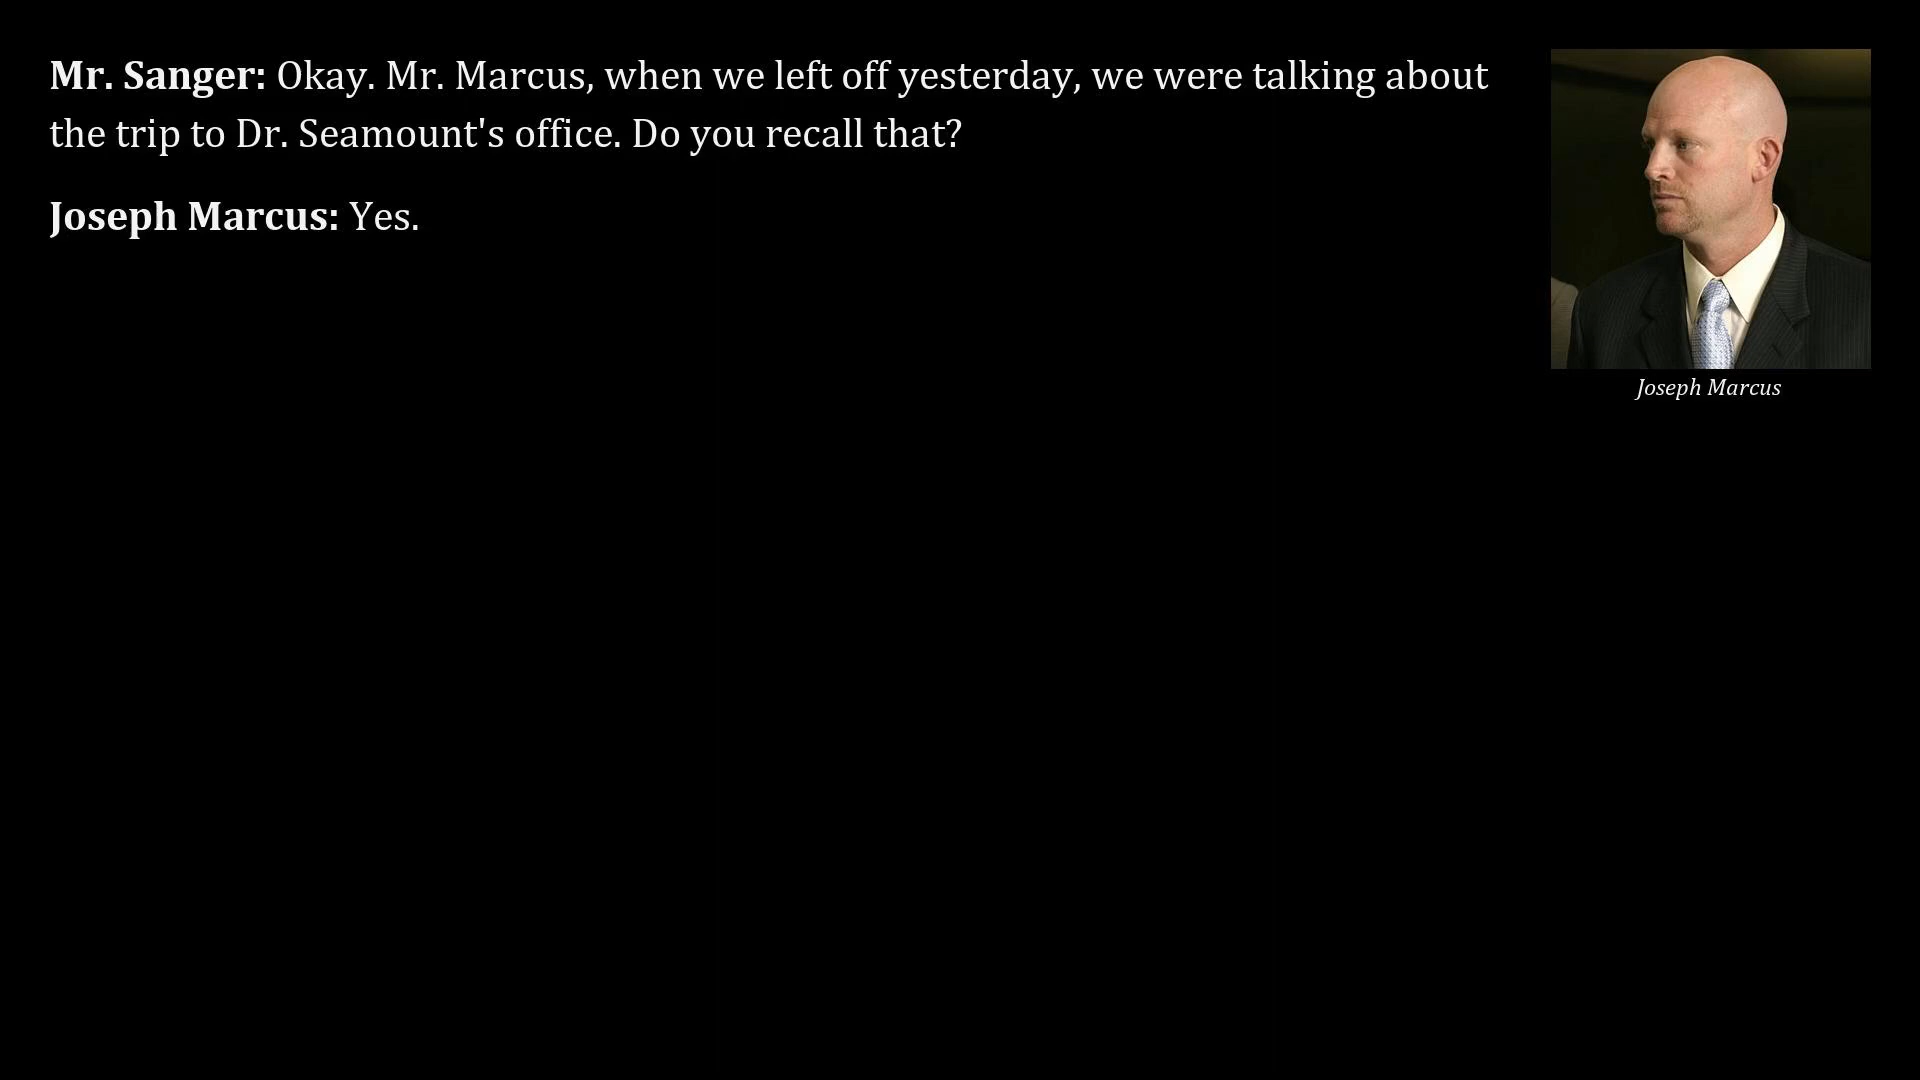 Mr. Sanger: Okay. Mr. Marcus, when we left off yesterday, we were talking about
the trip to Dr. Seamount's office. Do you recall that?
Joseph Marcus: Yes.
Joseph Marcus